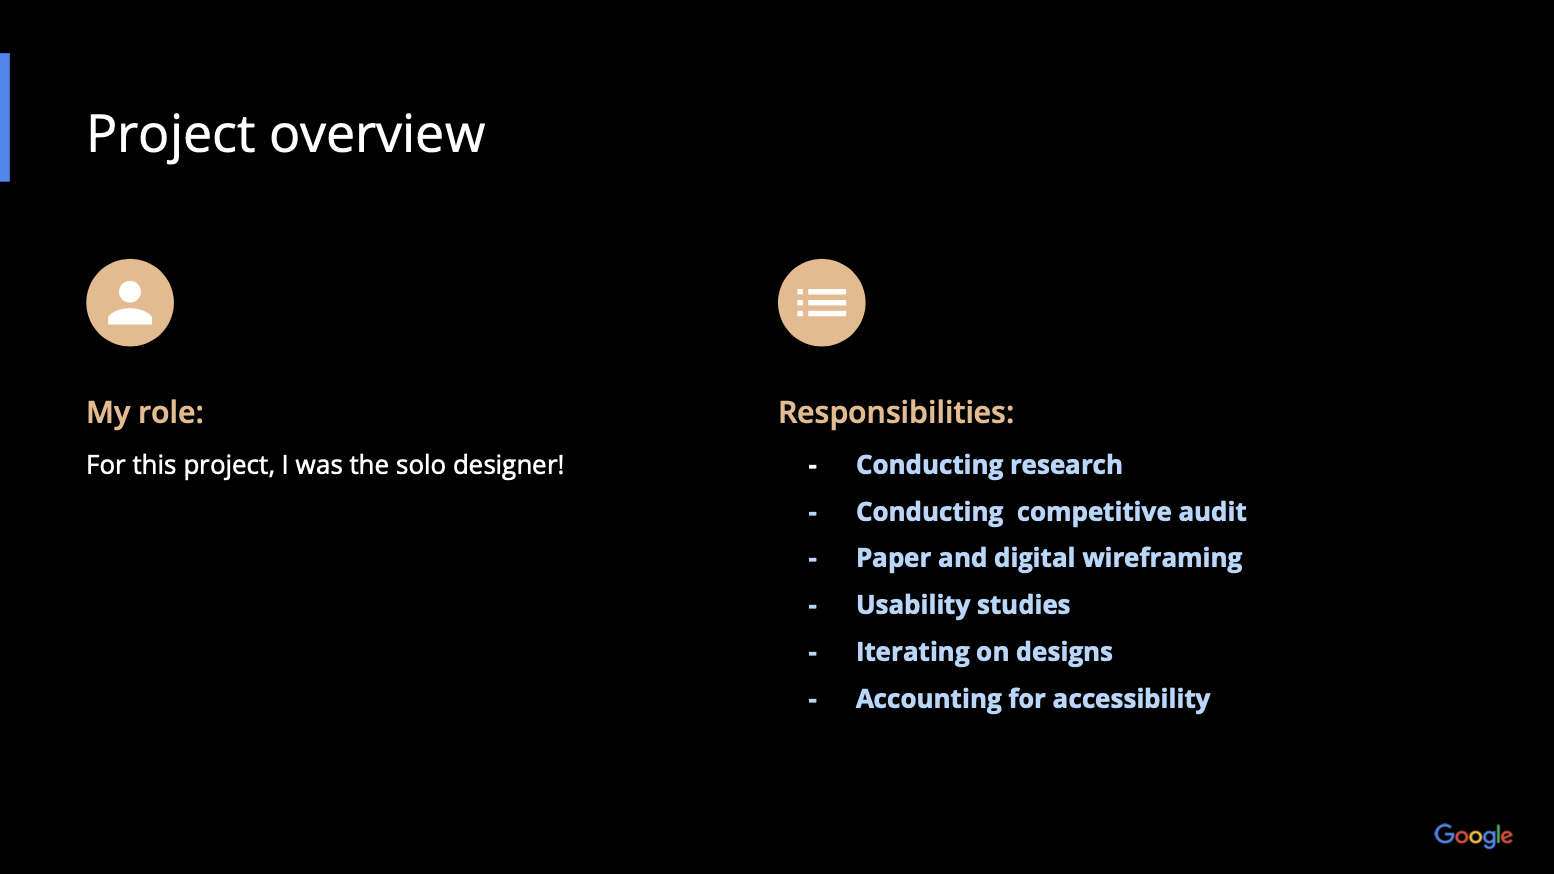 Project overview
My role:
For this project, I was the solo designer!
Responsibilities:
- Conducting research
- Conducting  competitive audit
- Paper and digital wireframing
- Usability studies
- Iterating on designs
- Accounting for accessibility
Google